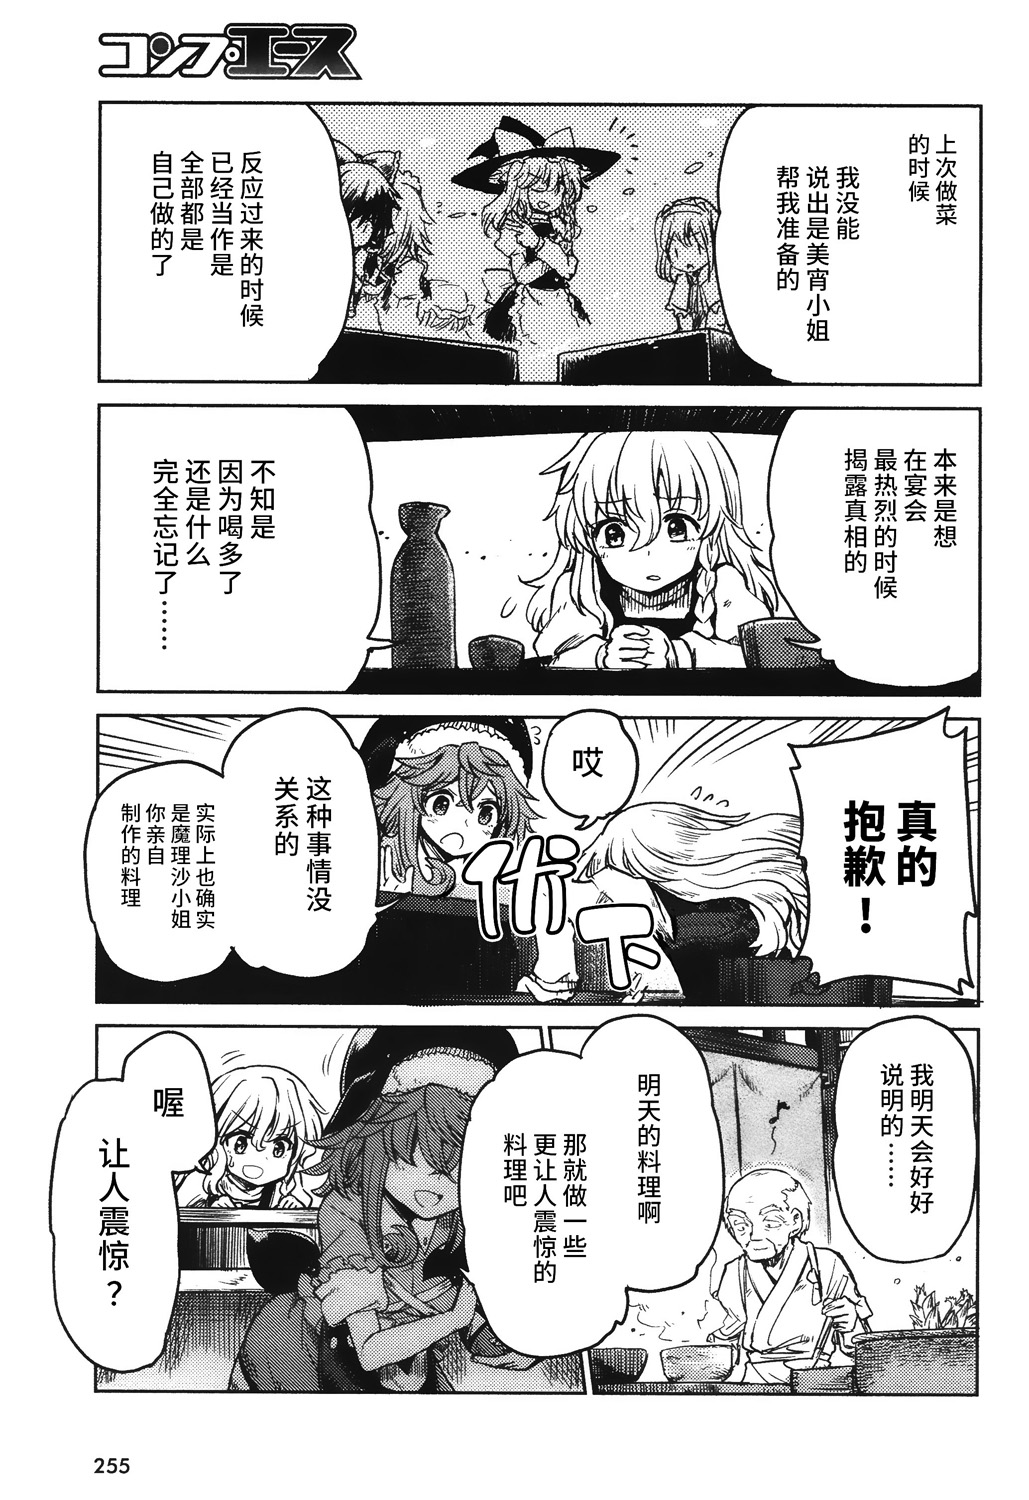 コンプ・エース
上次做菜
的时候
我没能
说出是美宵小姐
帮我准备的
反应过来的时候
已经当作是
全部都是
自己做的了
本来是想
在宴会
最热烈的时候
揭露真相的
不知是
因为喝多了
还是什么
完全忘记了……
真的
抱歉！
哎
优
下
这种事情没
关系的
实际上也确实
是魔理沙小姐
你亲自
制作的料理
我明天会好好
说明的……
明天的料理啊
那就做一些
更让人震惊的
料理吧
喔
让人震惊？
255